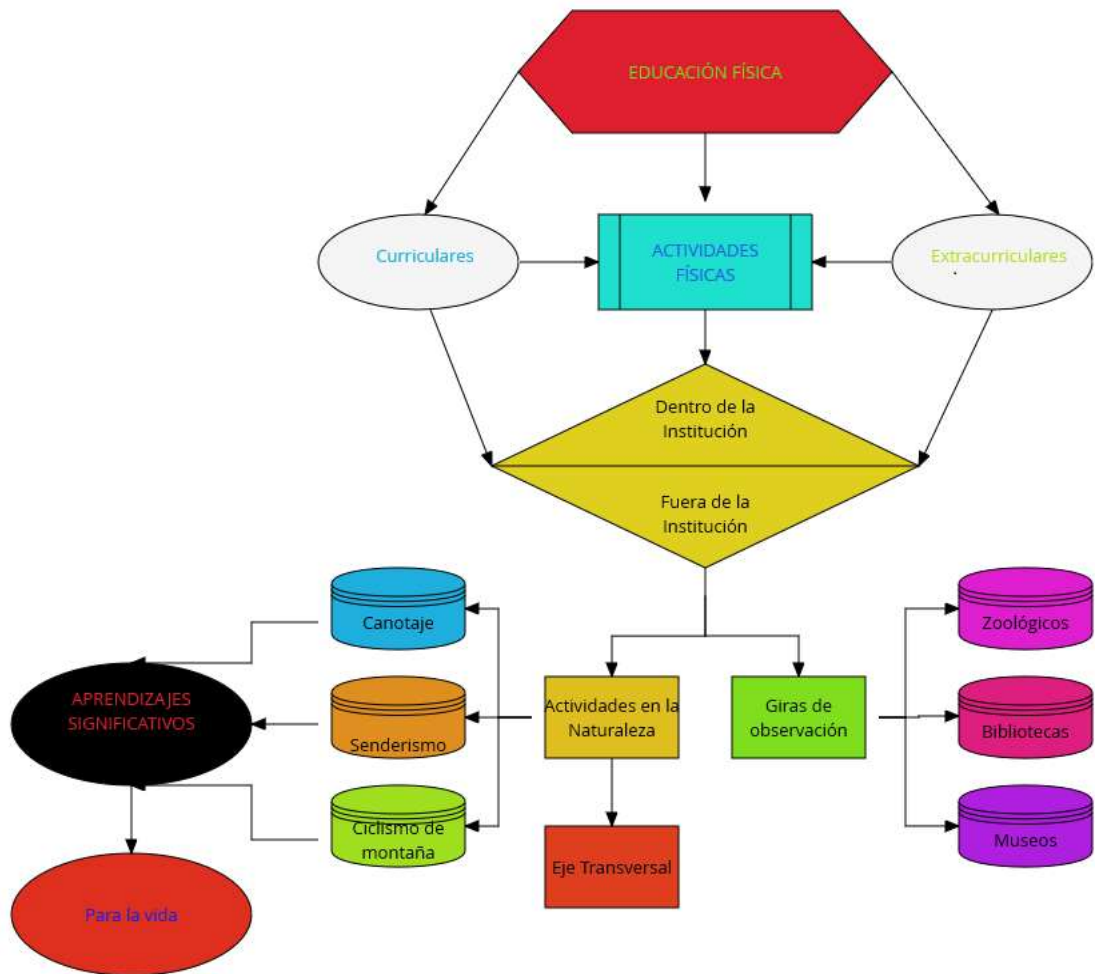 EDUCACIÓN FÍSICA
Curriculares
ACTIVIDADES
FÍSICAS
Extracurriculares
.
Dentro de la
Institución
Fuera de la
Institución
Canotaje
Zoológicos
APRENDIZAJES
SIGNIFICATIVOS
Senderismo
Actividades en la
Naturaleza
Giras de
observación
Bibliotecas
Ciclismo de
montaña
Eje Transversal
Museos
Para la vida